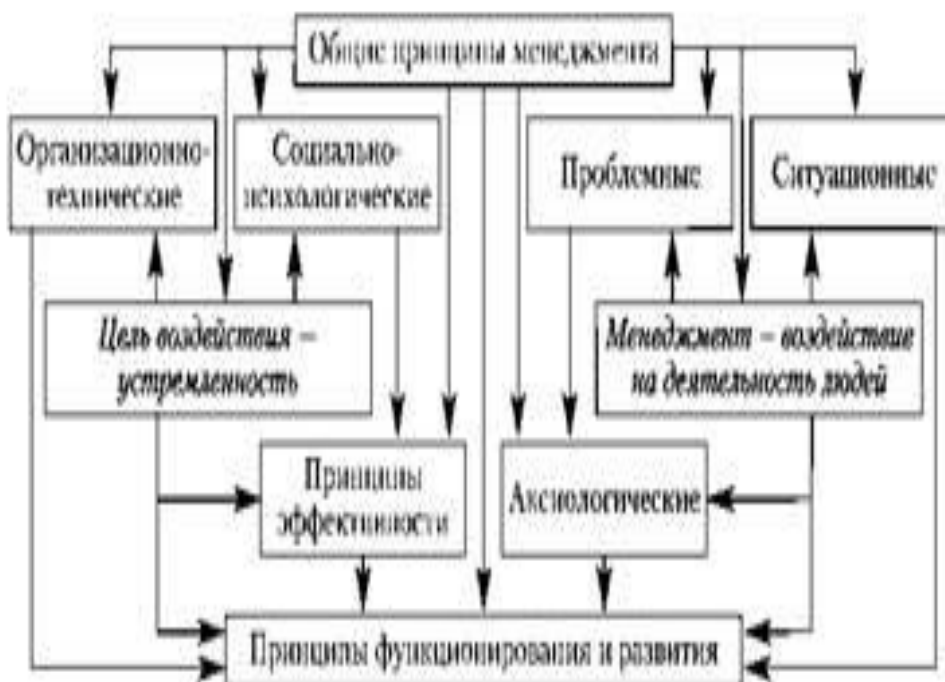 Общие принципы менеджмента
Организационно-
технические
Социально-
психологические
Проблемные
Ситуационные
Цель воздействия –
устремленность
Менеджмент – воздействие
на деятельность людей
Принципы
эффективности
Аксиологические
Принципы функционирования и развития